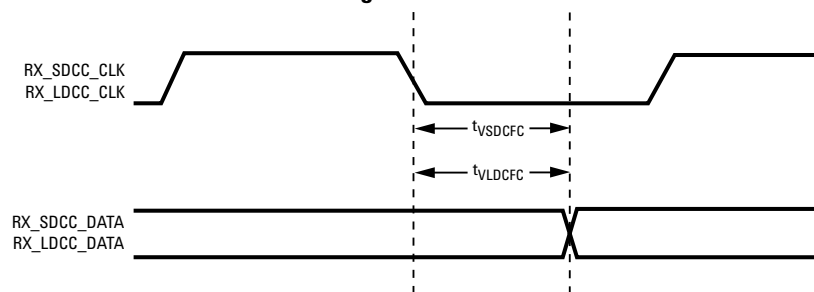 RX_SDCC_CLK
RX_LDCC_CLK
tVSDCFC
tVLDCFC
RX_SDCC_DATA
RX_LDCC_DATA